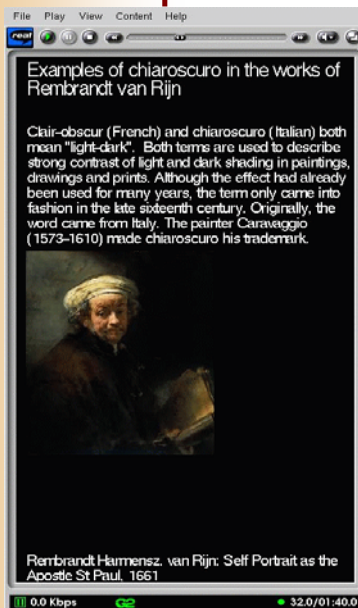 File Play View Content Help
real
Examples of chiaroscuro in the works of
Rembrandt van Rijn
Clair-obscur (French) and chiaroscuro (Italian) both
mean "light-dark". Both terms are used to describe
strong contrast of light and dark shading in paintings,
drawings and prints. Although the effect had already
been used for many years, the term only came into
fashion in the late sixteenth century. Originally, the
word came from Italy. The painter Caravaggio
(1573–1610) made chiaroscuro his trademark.
Rembrandt Harmensz. van Rijn: Self Portrait as the
Apostle St Paul, 1661
0.0 Kbps G2 32.0/01:40.0